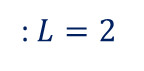 : L = 2